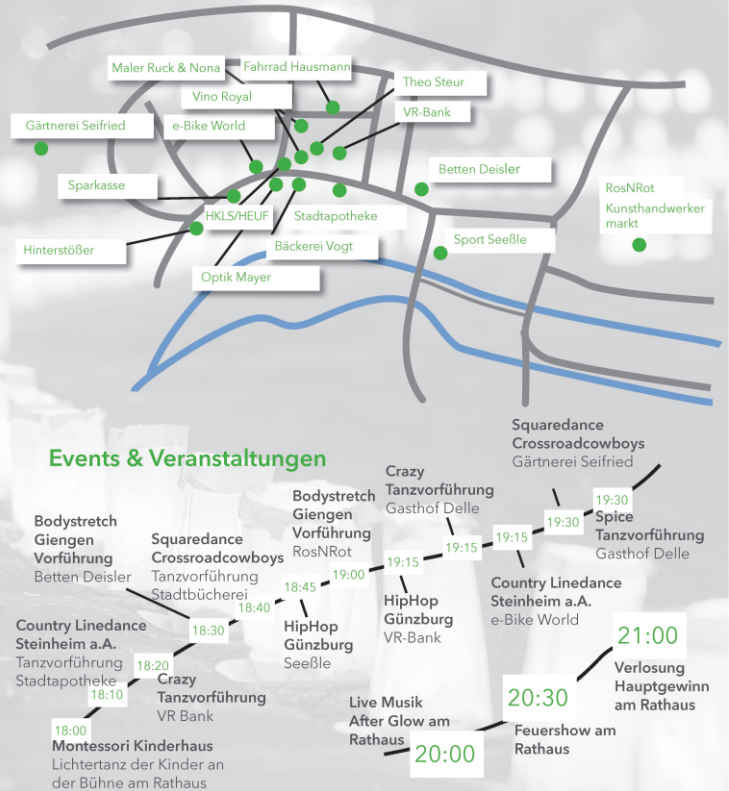 Maler Ruck & Nona
Fahrrad Hausmann
Theo Steur
Vino Royal
VR-Bank
Gärtnerei Seifried
e-Bike World
Betten Deisler
Sparkasse
RosNRot
Kunsthandwerker
markt
HKLS/HEUF
Stadtapotheke
Hinterstößer
Bäckerei Vogt
Sport Seeßle
Optik Mayer
Events & Veranstaltungen
18:00
Montessori Kinderhaus
Lichtertanz der Kinder an
der Bühne am Rathaus
18:10
Country Linedance
Steinheim a.A.
Tanzvorführung
Stadtapotheke
18:20
Crazy
Tanzvorführung
VR Bank
18:30
Bodystretch
Giengen
Vorführung
Betten Deisler
18:40
Squaredance
Crossroadcowboys
Tanzvorführung
Stadtbücherei
18:45
HipHop
Günzburg
Seeßle
19:00
Bodystretch
Giengen
Vorführung
RosNRot
19:15
HipHop
Günzburg
VR-Bank
19:15
Crazy
Tanzvorführung
Gasthof Delle
19:15
Country Linedance
Steinheim a.A.
e-Bike World
19:30
Squaredance
Crossroadcowboys
Gärtnerei Seifried
19:30
Spice
Tanzvorführung
Gasthof Delle
20:00
Live Musik
After Glow am
Rathaus
20:30
Feuershow am
Rathaus
21:00
Verlosung
Hauptgewinn
am Rathaus